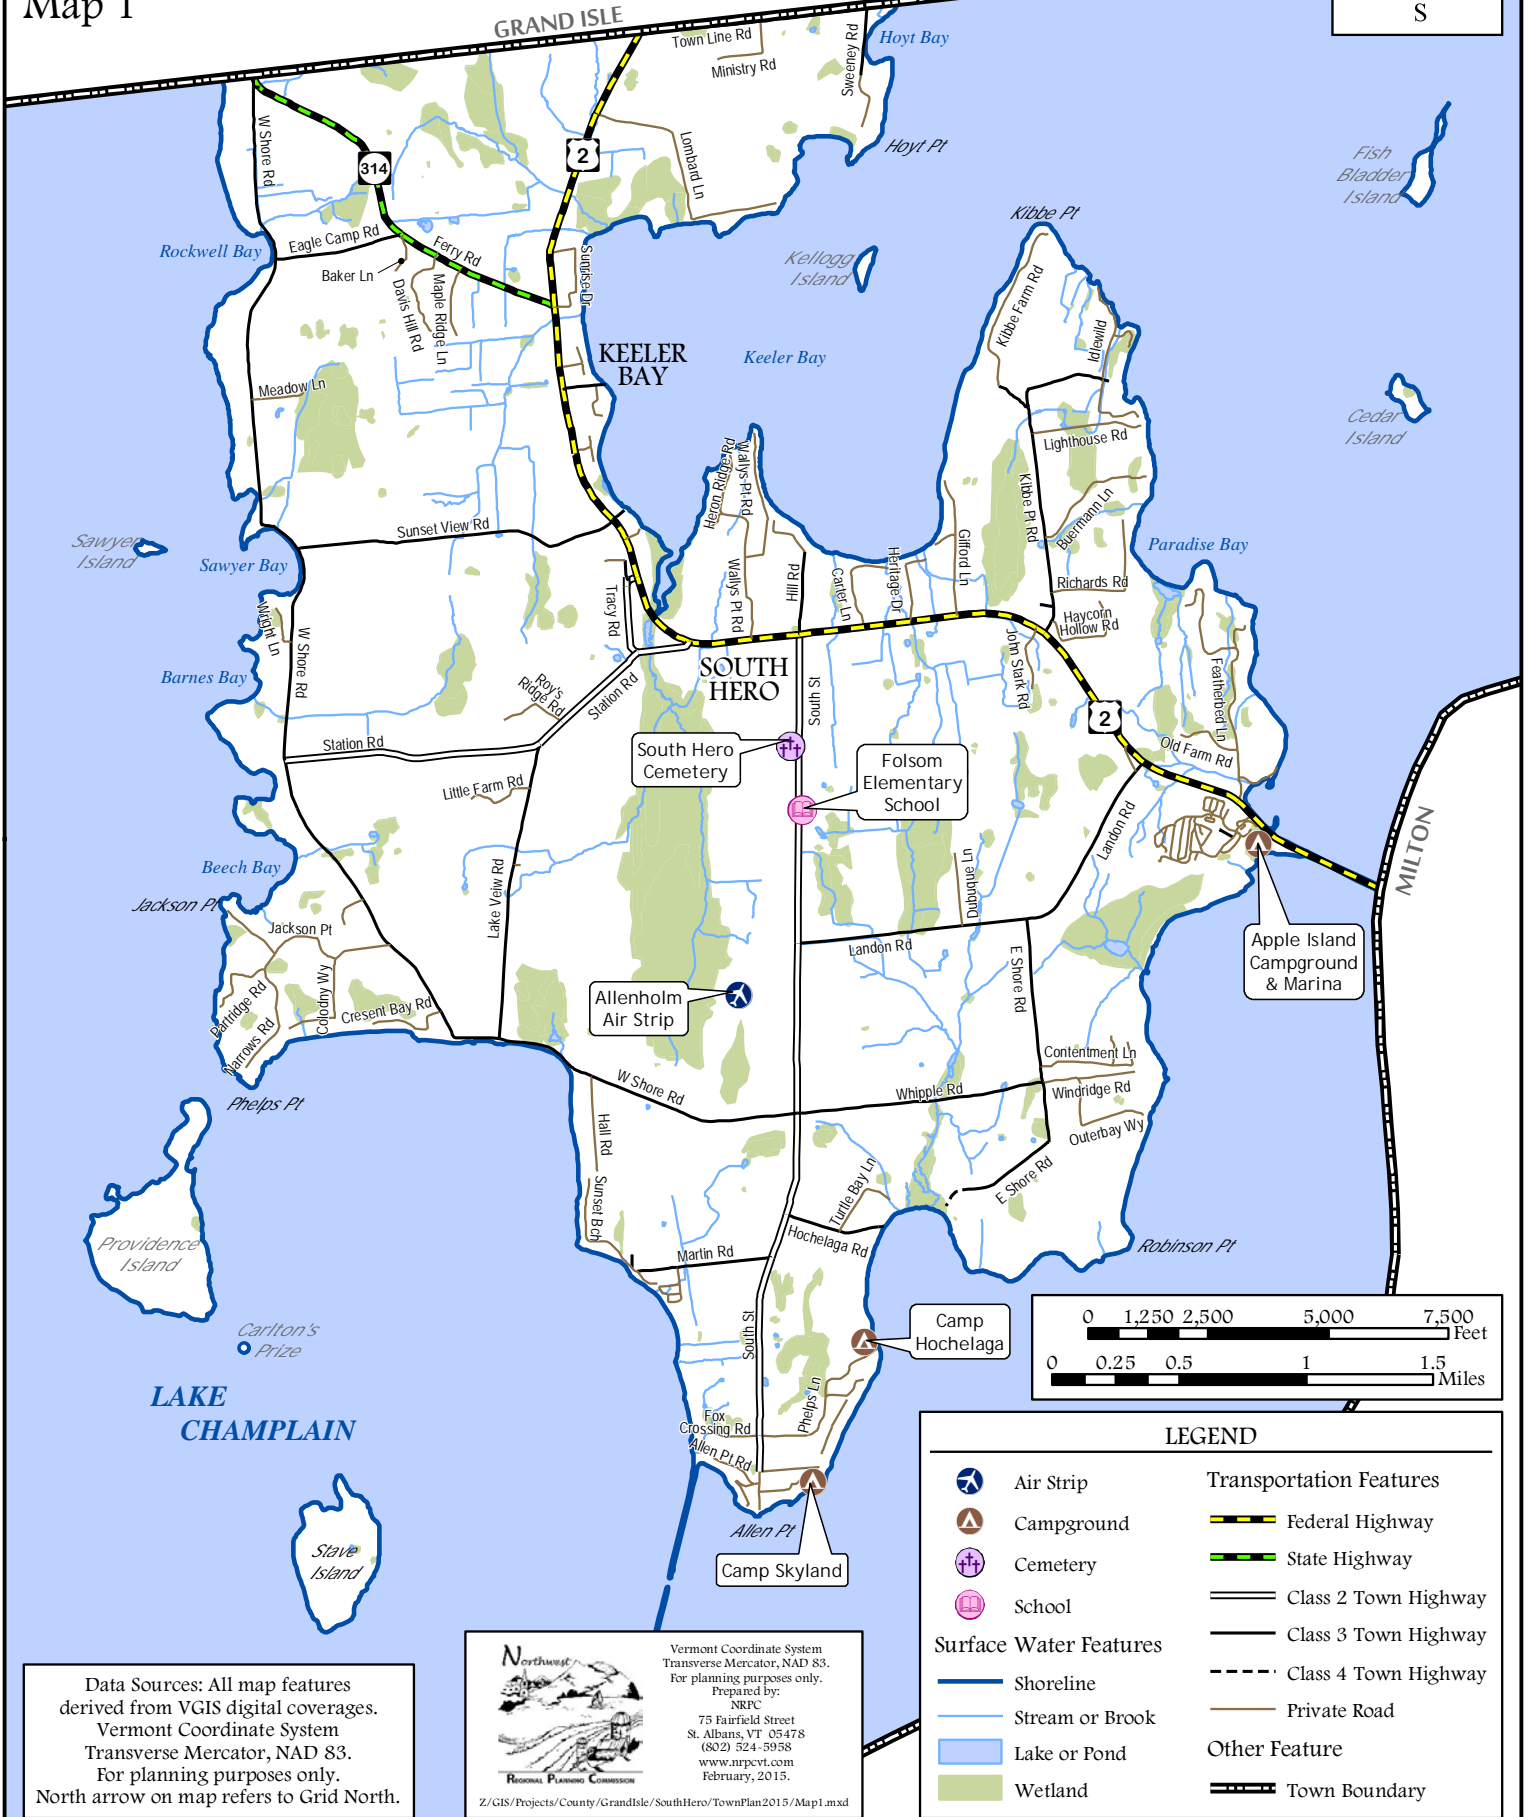 Map 1
S
GRAND ISLE
Town Line Rd
Ministry Rd
Sweeney Rd
Hoyt Bay
Hoyt Pt
W Shore Rd
314
2
Lombard Ln
Fish
Bladder
Island
Kibbe Pt
Rockwell Bay
Eagle Camp Rd
Ferry Rd
Baker Ln
Davis Hill Rd
Maple Ridge Ln
Sunrise Dr
Kellogg
Island
Kibbe Farm Rd
Idlewild
KEELER
BAY
Keeler Bay
Meadow Ln
Cedar
Island
Lighthouse Rd
Heron Ridge Rd
Wallys Pt Rd
Kibbe Pt Rd
Buermann Ln
Sunset View Rd
Sawyer
Island
Sawyer Bay
Paradise Bay
Wallys Pt Rd
Hill Rd
Carter Ln
Heritage Dr
Gifford Ln
Richards Rd
Haycorn
Hollow Rd
Wright Ln
W Shore Rd
Tracy Rd
John Stark Rd
Featherbed Ln
Barnes Bay
SOUTH
HERO
Roy's
Ridge Rd
Station Rd
South St
2
Station Rd
South Hero
Cemetery
Folsom
Elementary
School
Old Farm Rd
Little Farm Rd
Landon Rd
MILTON
Beech Bay
Lake Veiw Rd
Dubuque Ln
Jackson Pt
Jackson Pt
Landon Rd
E Shore Rd
Apple Island
Campground
& Marina
Partridge Rd
Colodny Wy
Cresent Bay Rd
Narrows Rd
Allenholm
Air Strip
Contentment Ln
Phelps Pt
W Shore Rd
Whipple Rd
Windridge Rd
Outerbay Wy
Hall Rd
Sunset Bch
Turtle Bay Ln
E Shore Rd
Providence
Island
Martin Rd
Hochelaga Rd
Robinson Pt
Carlton's
Prize
South St
Camp
Hochelaga
0 1,250 2,500 5,000 7,500
Feet
0 0.25 0.5 1 1.5
Miles
LAKE
CHAMPLAIN
Phelps Ln
Fox
Crossing Rd
Allen Pt Rd
Allen Pt
Camp Skyland
Stave
Island
LEGEND
Air Strip
Campground
Cemetery
School
Surface Water Features
Shoreline
Stream or Brook
Lake or Pond
Wetland
Transportation Features
Federal Highway
State Highway
Class 2 Town Highway
Class 3 Town Highway
Class 4 Town Highway
Private Road
Other Feature
Town Boundary
Data Sources: All map features
derived from VGIS digital coverages.
Vermont Coordinate System
Transverse Mercator, NAD 83.
For planning purposes only.
North arrow on map refers to Grid North.
Northwest
REGIONAL PLANNING COMMISSION
Vermont Coordinate System
Transverse Mercator, NAD 83.
For planning purposes only.
Prepared by:
NRPC
75 Fairfield Street
St. Albans, VT 05478
(802) 524-5958
www.nrpcvt.com
February, 2015.
Z/GIS/Projects/County/GrandIsle/SouthHero/TownPlan2015/Map1.mxd